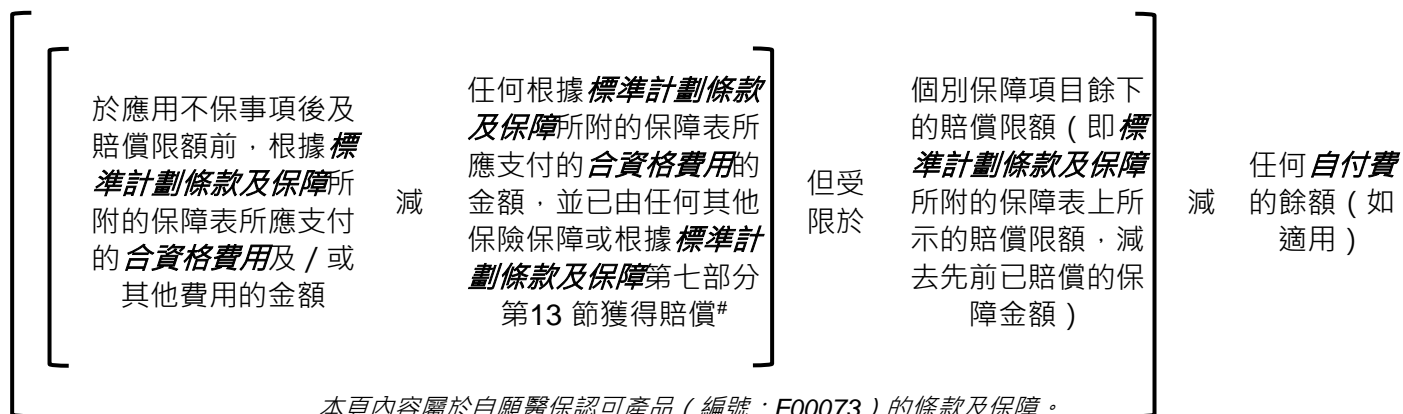 於應用不保事項後及
賠償限額前，根據標
準計劃條款及保障所
附的保障表所應支付
的合資格費用及 / 或
其他費用的金額
減
任何根據標準計劃條款
及保障所附的保障表所
應支付的合資格費用的
金額，並已由任何其他
保險保障或根據標準計
劃條款及保障第七部分
第13 節獲得賠償#
但受
限於
個別保障項目餘下
的賠償限額（即標
準計劃條款及保障
所附的保障表上所
示的賠償限額，減
去先前已賠償的保
障金額）
減
任何自付費
的餘額（如
適用）
本頁內容屬於自願醫保認可產品（編號：F00073）的條款及保障。